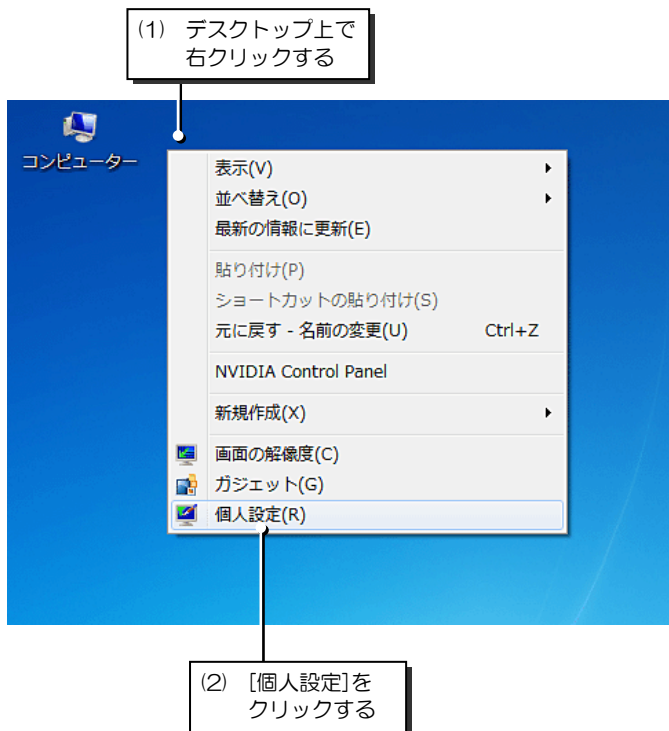 (1) デスクトップ上で
右クリックする
コンピューター
表示(V)
並べ替え(O)
最新の情報に更新(E)
貼り付け(P)
ショートカットの貼り付け(S)
元に戻す - 名前の変更(U) Ctrl+Z
NVIDIA Control Panel
新規作成(X)
画面の解像度(C)
ガジェット(G)
個人設定(R)
(2) [個人設定]を
クリックする